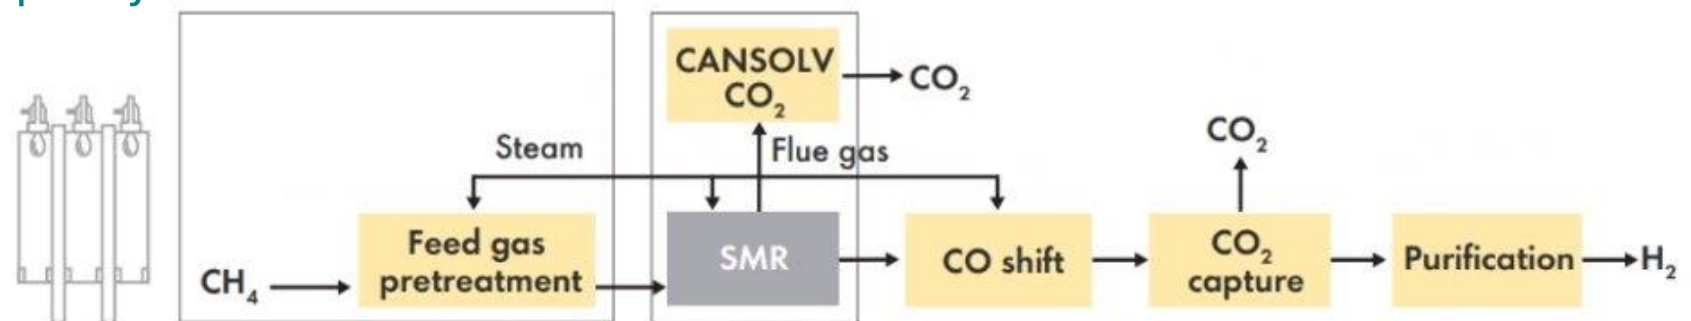 CANSOLV
CO₂
CO₂
CO₂
Steam
Flue gas
Feed gas
pretreatment
SMR
CO shift
CO₂
capture
Purification
H₂
CH₄